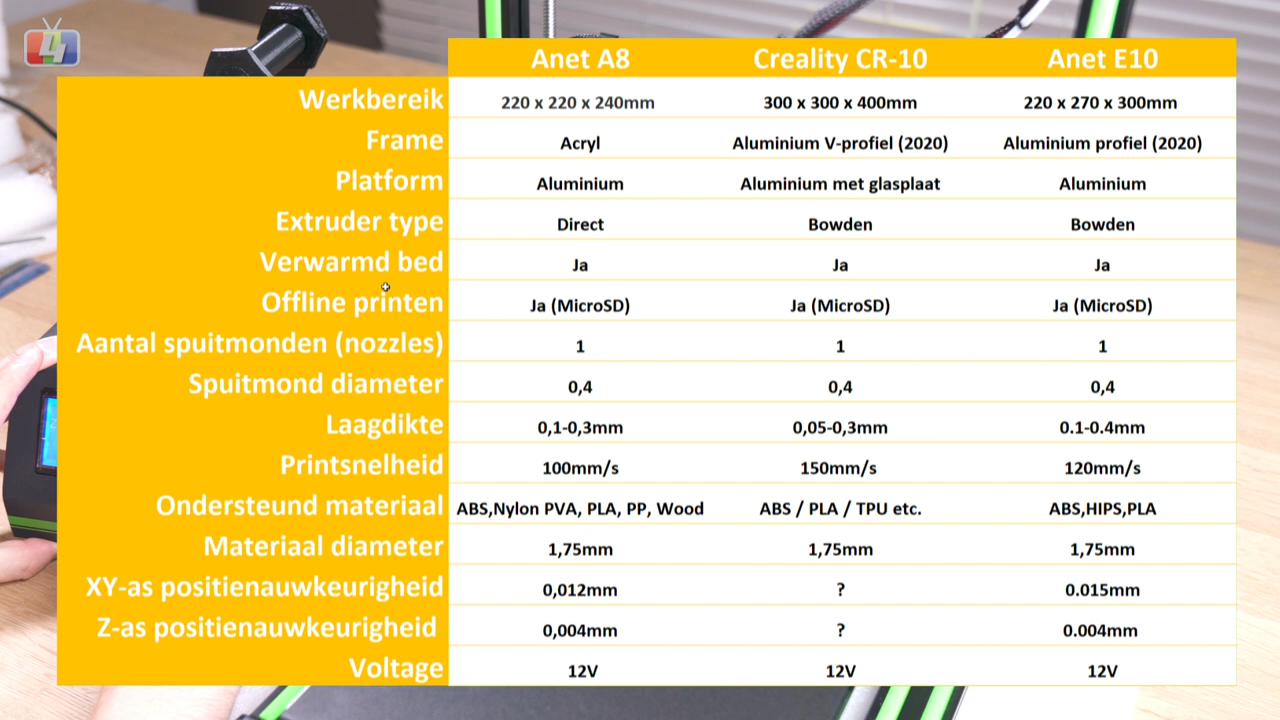 Anet A8 Creality CR-10 Anet E10
Werkbereik 220 x 220 x 240mm 300 x 300 x 400mm 220 x 270 x 300mm
Frame Acryl Aluminium V-profiel (2020) Aluminium profiel (2020)
Platform Aluminium Aluminium met glasplaat Aluminium
Extruder type Direct Bowden Bowden
Verwarmd bed Ja Ja Ja
Offline printen Ja (MicroSD) Ja (MicroSD) Ja (MicroSD)
Aantal spuitmonden (nozzles) 1 1 1
Spuitmond diameter 0,4 0,4 0,4
Laagdikte 0,1-0,3mm 0,05-0,3mm 0.1-0.4mm
Printsnelheid 100mm/s 150mm/s 120mm/s
Ondersteund materiaal ABS,Nylon PVA, PLA, PP, Wood ABS / PLA / TPU etc. ABS,HIPS,PLA
Materiaal diameter 1,75mm 1,75mm 1,75mm
XY-as positienauwkeurigheid 0,012mm ? 0.015mm
Z-as positienauwkeurigheid 0,004mm ? 0.004mm
Voltage 12V 12V 12V